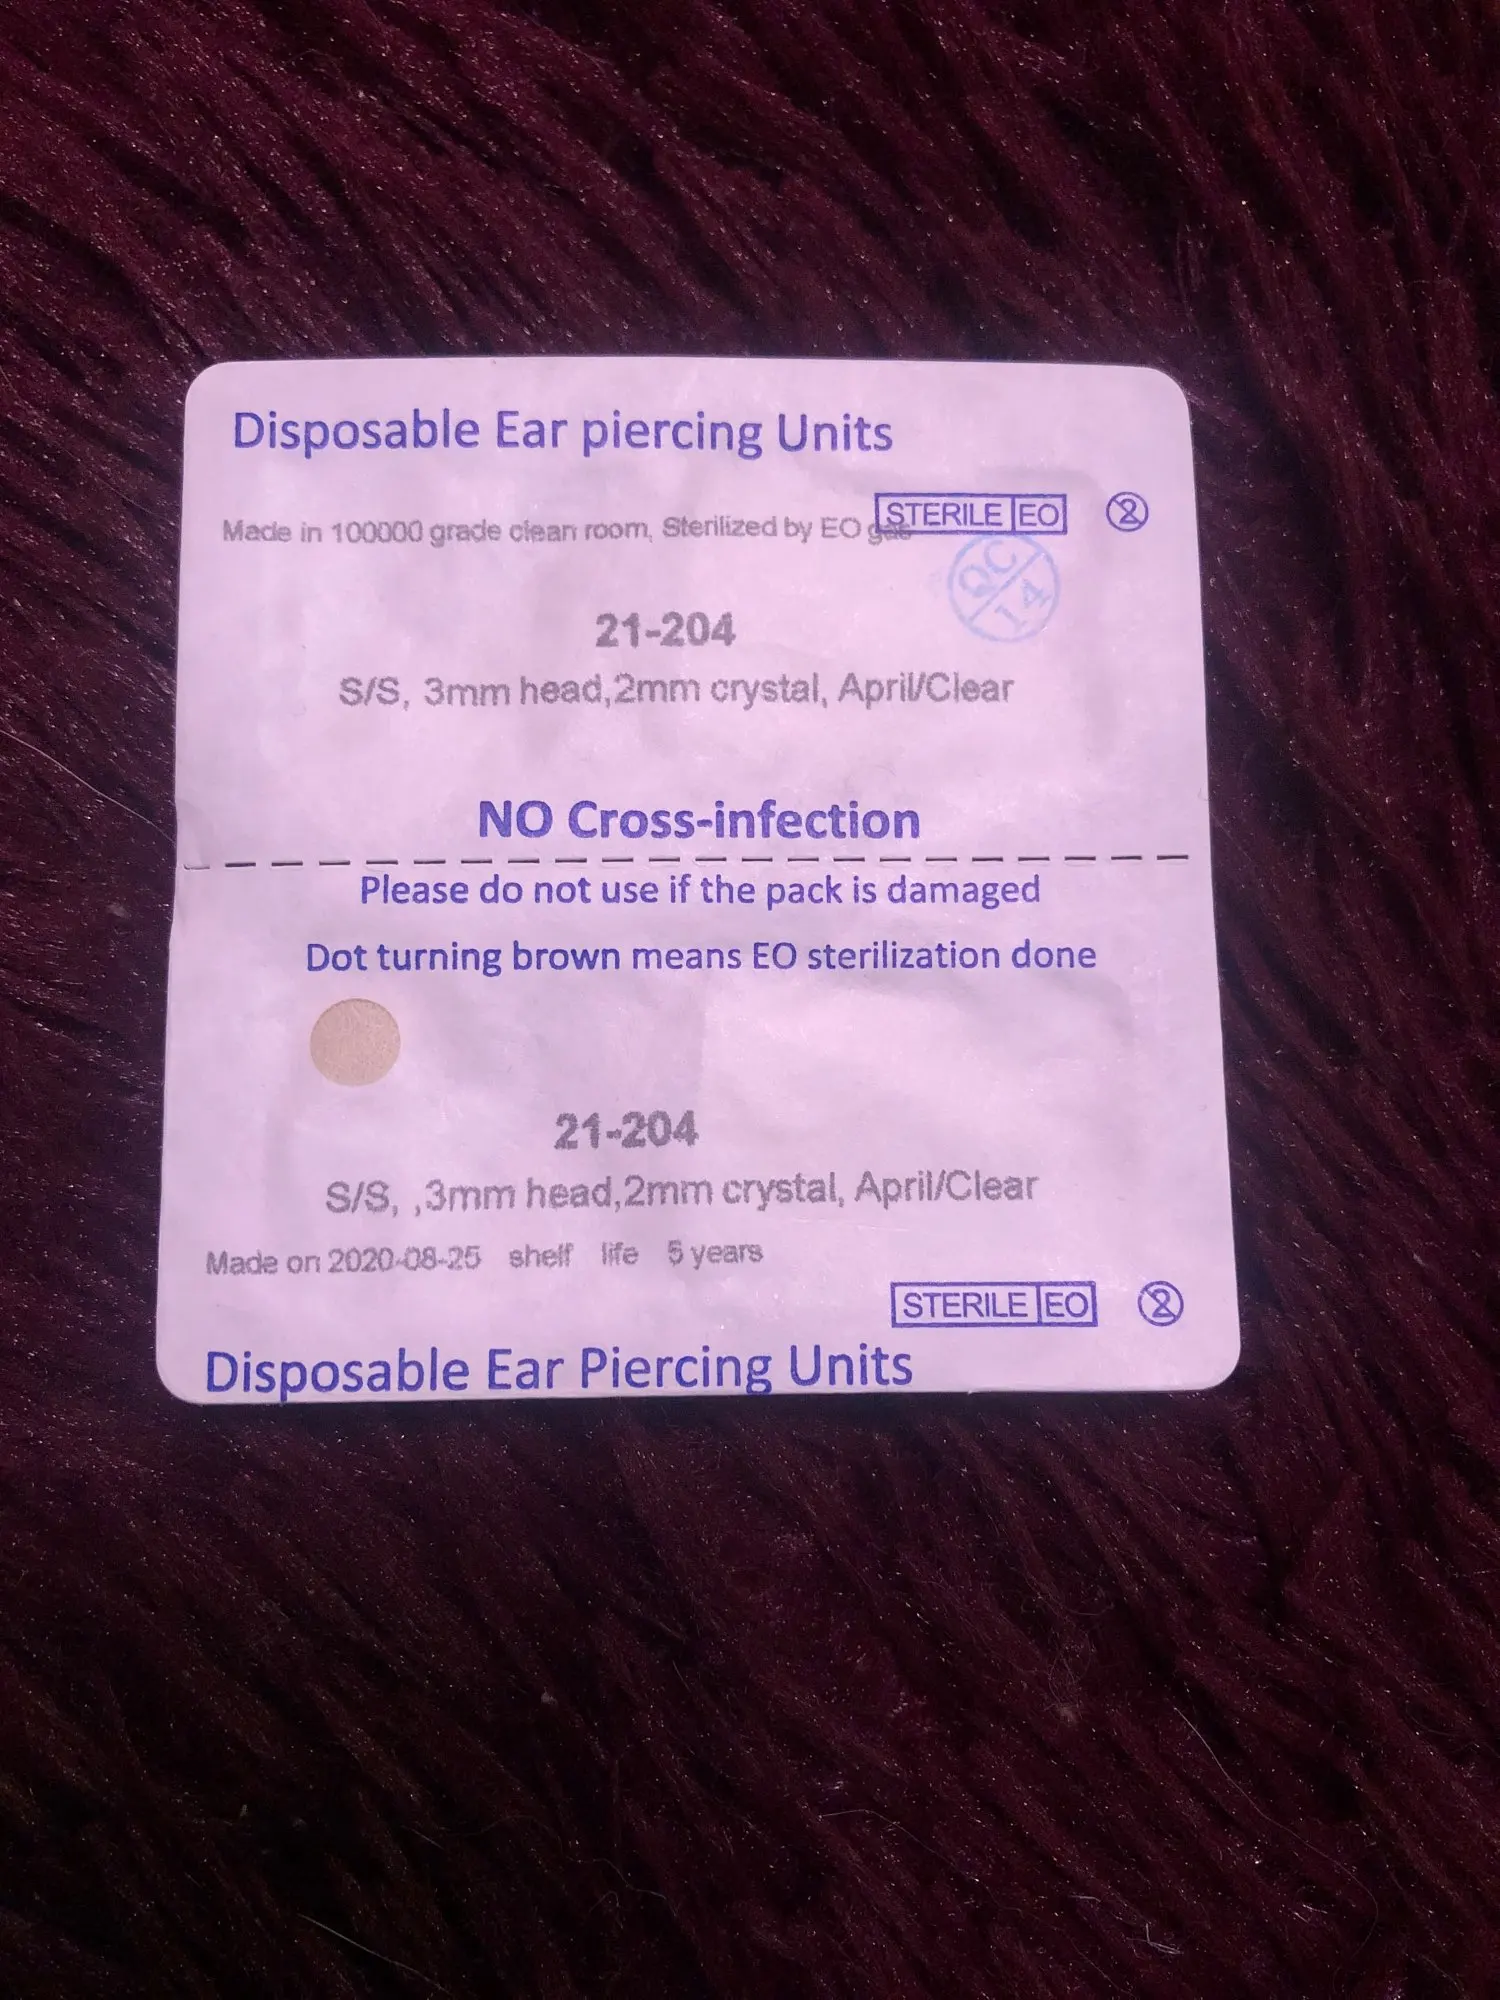 Disposable Ear piercing Units
STERILE EO 2
Made in 100000 grade clean room, Sterilized by EO gas
QC
14
21-204
S/S, 3mm head,2mm crystal, April/Clear
NO Cross-infection
Please do not use if the pack is damaged
Dot turning brown means EO sterilization done
21-204
S/S, ,3mm head,2mm crystal, April/Clear
Made on 2020-08-25 shelf life 5 years
STERILE EO 2
Disposable Ear Piercing Units